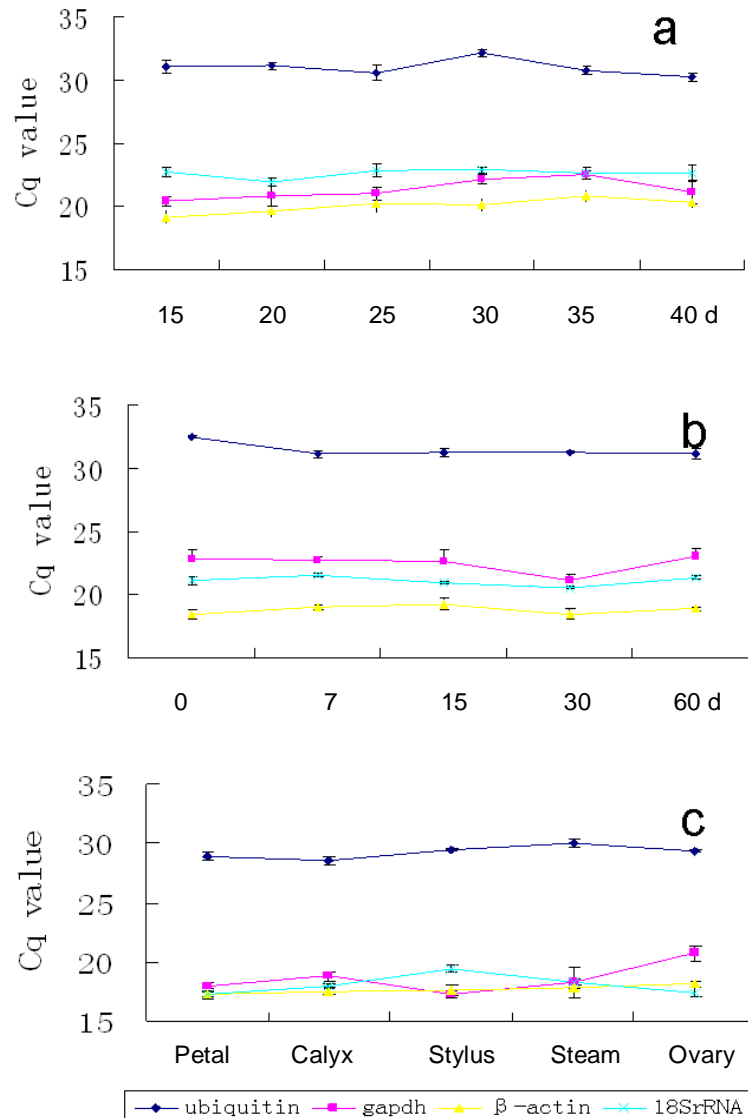 a
35
30
25
20
15
Cq value
15 20 25 30 35 40 d
b
35
30
25
20
15
Cq value
0 7 15 30 60 d
c
35
30
25
20
15
Cq value
Petal Calyx Stylus Steam Ovary
ubiquitin gapdh β-actin 18SrRNA